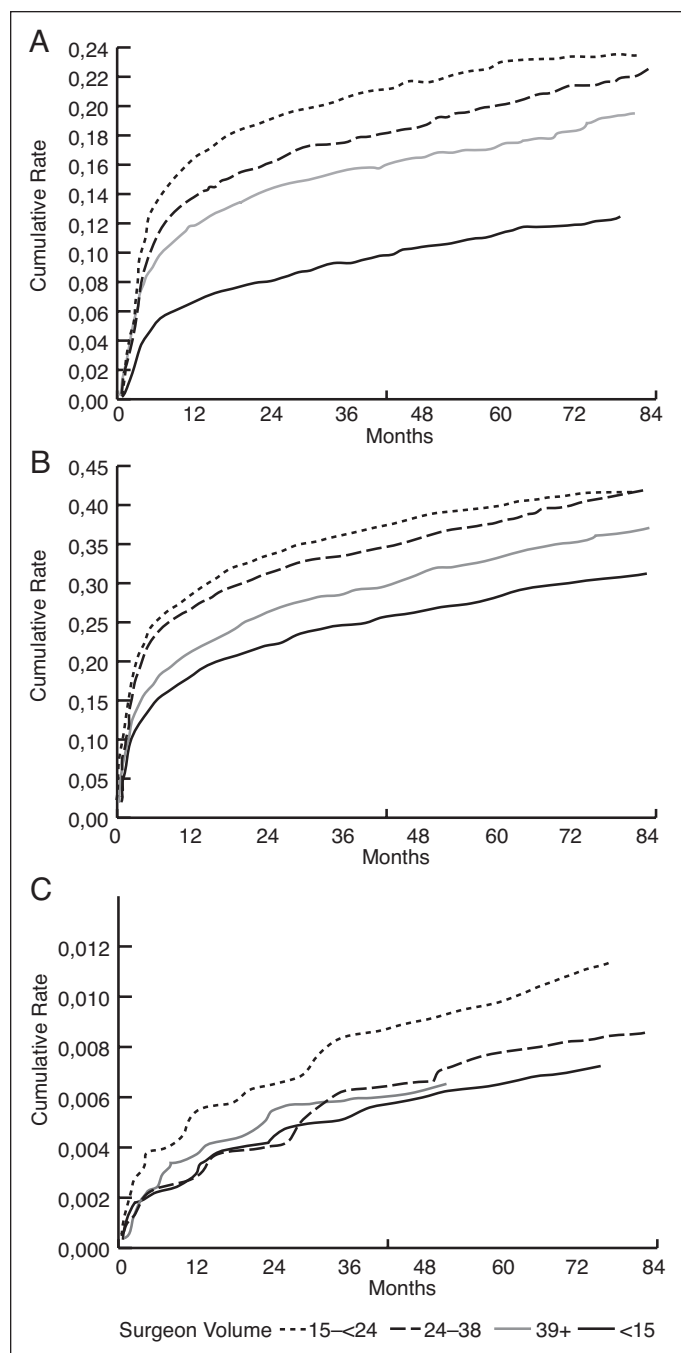 A
Cumulative Rate
0,24
0,22
0,20
0,18
0,16
0,14
0,12
0,10
0,08
0,06
0,04
0,02
0,00
0 12 24 36 48 60 72 84
Months
B
Cumulative Rate
0,45
0,40
0,35
0,30
0,25
0,20
0,15
0,10
0,05
0,00
0 12 24 36 48 60 72 84
Months
C
Cumulative Rate
0,012
0,010
0,008
0,006
0,004
0,002
0,000
0 12 24 36 48 60 72 84
Months
Surgeon Volume 15–<24 24–38 39+ <15